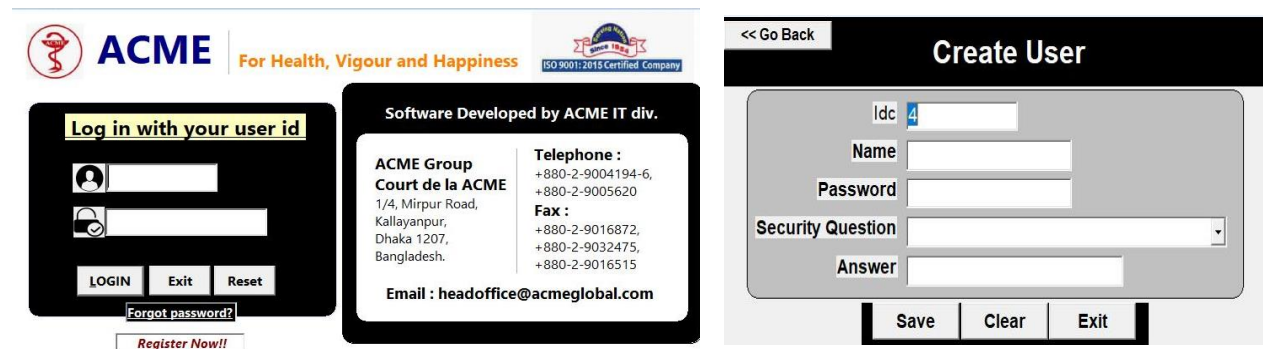 ACME
For Health, Vigour and Happiness
Since 1954
ISO 9001:2015 Certified Company
Log in with your user id
LOGIN
Exit
Reset
Forgot password?
Register Now!!
Software Developed by ACME IT div.
ACME Group
Court de la ACME
1/4, Mirpur Road,
Kallayanpur,
Dhaka 1207,
Bangladesh.
Telephone :
+880-2-9004194-6,
+880-2-9005620
Fax :
+880-2-9016872,
+880-2-9032475,
+880-2-9016515
Email : headoffice@acmeglobal.com
<< Go Back
Create User
Idc 4
Name
Password
Security Question
Answer
Save
Clear
Exit